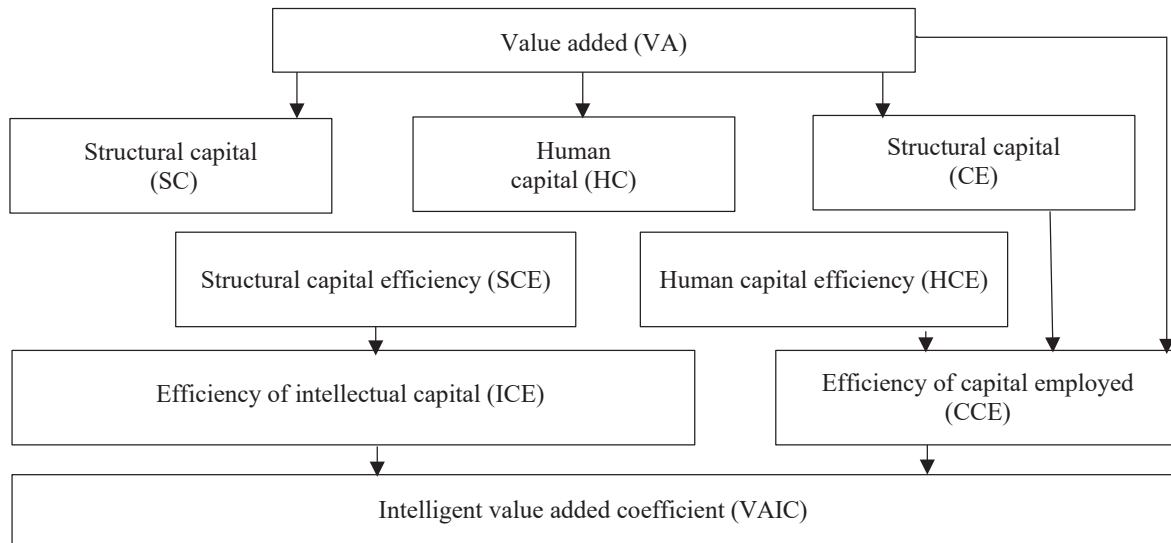 Value added (VA)
Structural capital
(SC)
Human
capital (HC)
Structural capital
(CE)
Structural capital efficiency (SCE)
Human capital efficiency (HCE)
Efficiency of intellectual capital (ICE)
Efficiency of capital employed
(CCE)
Intelligent value added coefficient (VAIC)